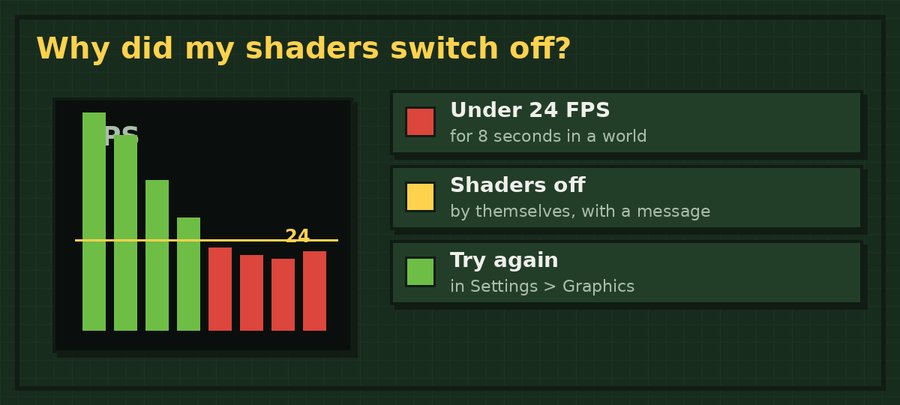 Why did my shaders switch off?
PS
24
Under 24 FPS
for 8 seconds in a world
Shaders off
by themselves, with a message
Try again
in Settings > Graphics